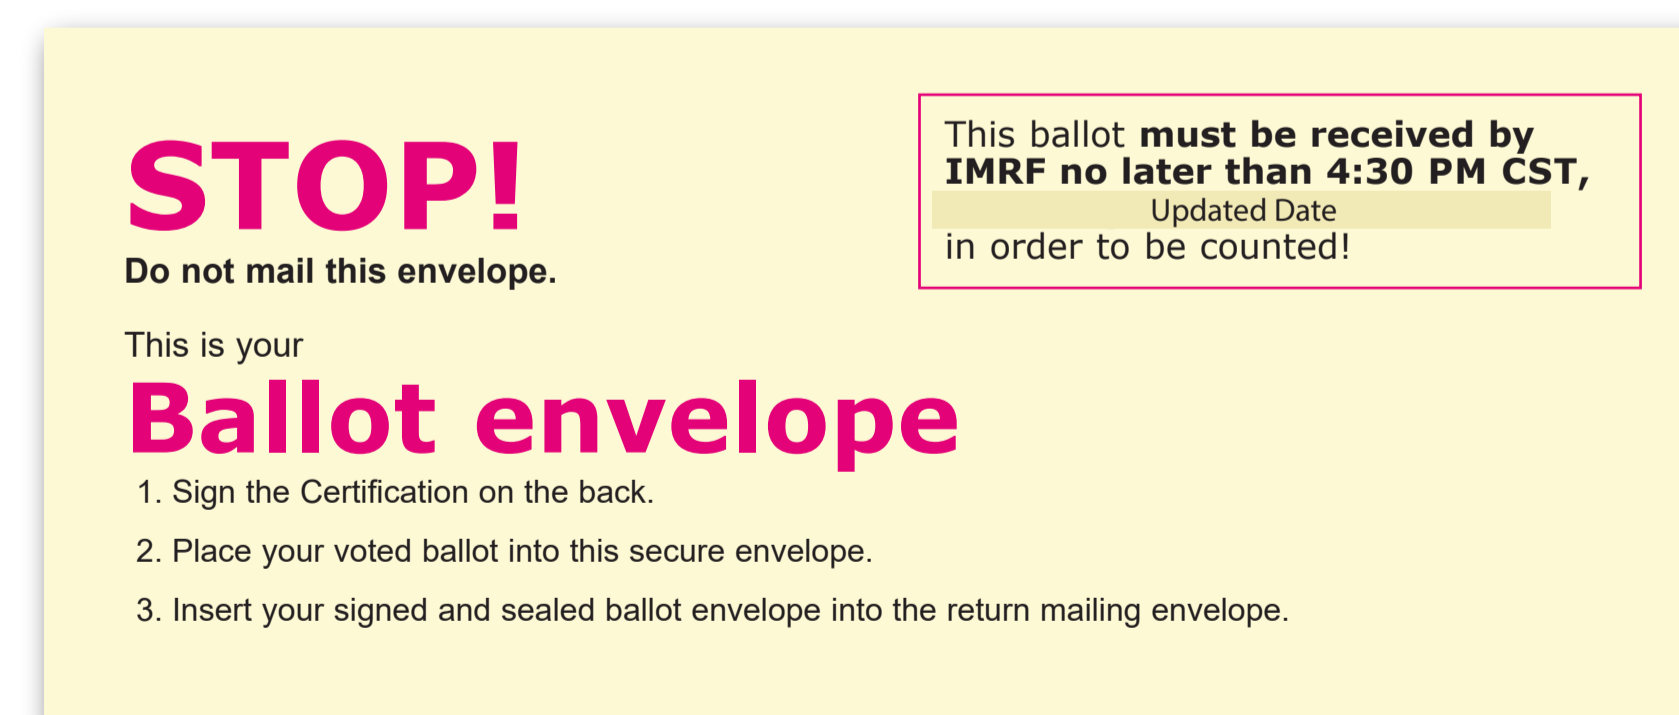 STOP!
Do not mail this envelope.
This ballot must be received by
IMRF no later than 4:30 PM CST,
Updated Date
in order to be counted!
This is your
Ballot envelope
1. Sign the Certification on the back.
2. Place your voted ballot into this secure envelope.
3. Insert your signed and sealed ballot envelope into the return mailing envelope.